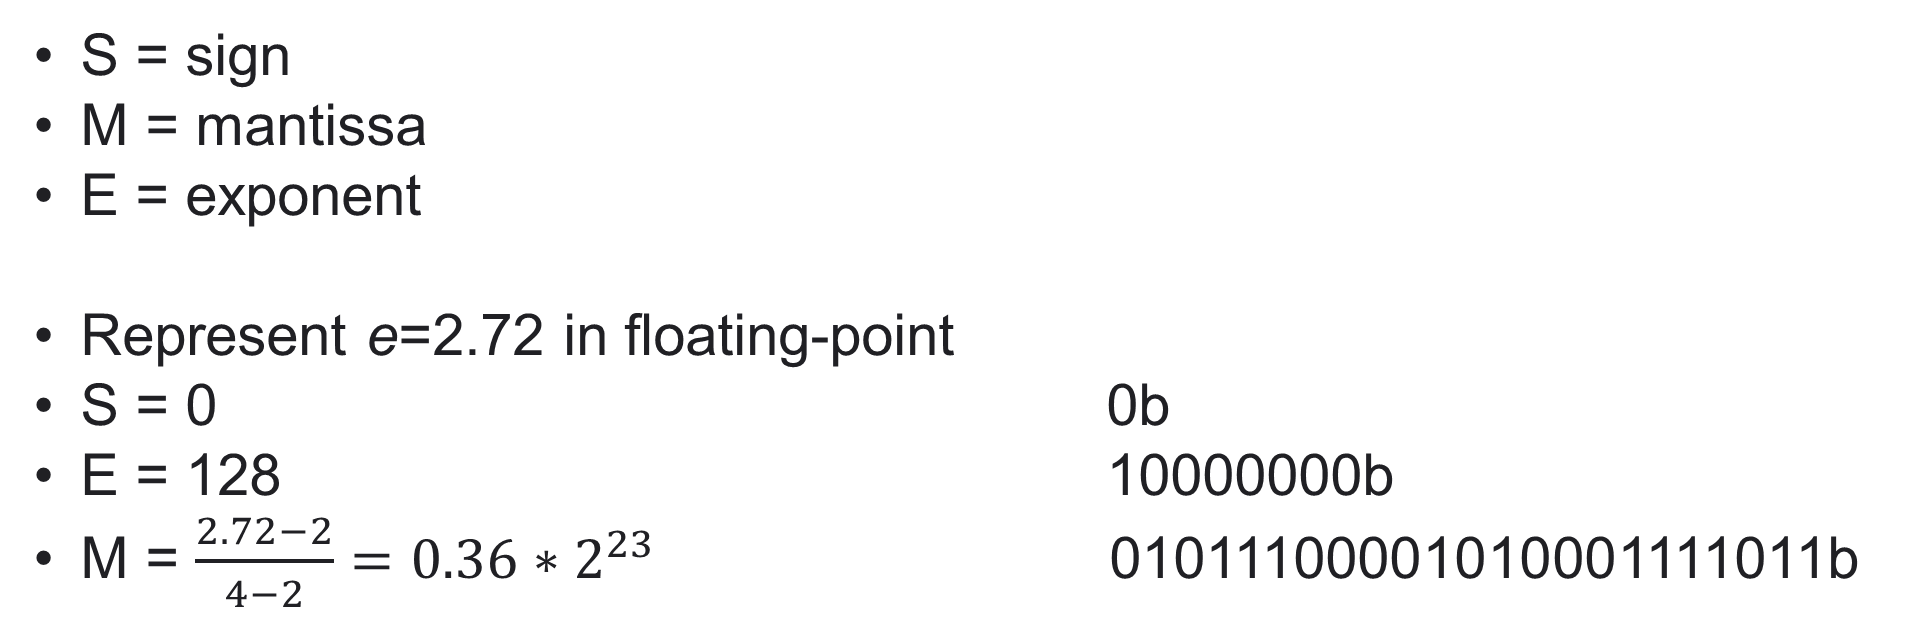 • S = sign
• M = mantissa
• E = exponent
• Represent e=2.72 in floating-point
• S = 0 0b
• E = 128 10000000b
• M = \frac{2.72−2}{4−2} = 0.36 ∗ 2^{23} 01011100001010001111011b